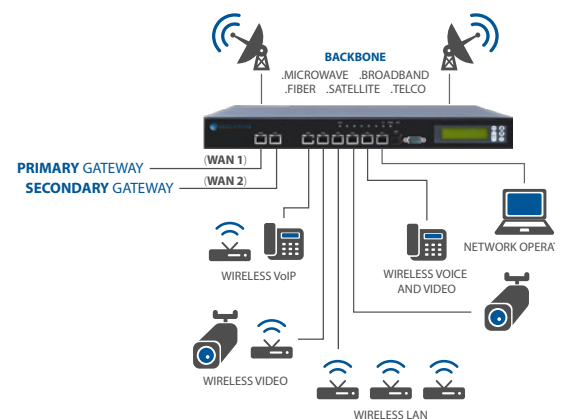 BACKBONE
.MICROWAVE .BROADBAND
.FIBER .SATELLITE .TELCO
PRIMARY GATEWAY
(WAN 1)
SECONDARY GATEWAY
(WAN 2)
WIRELESS VoIP
WIRELESS VOICE
AND VIDEO
NETWORK OPERAT
WIRELESS VIDEO
WIRELESS LAN